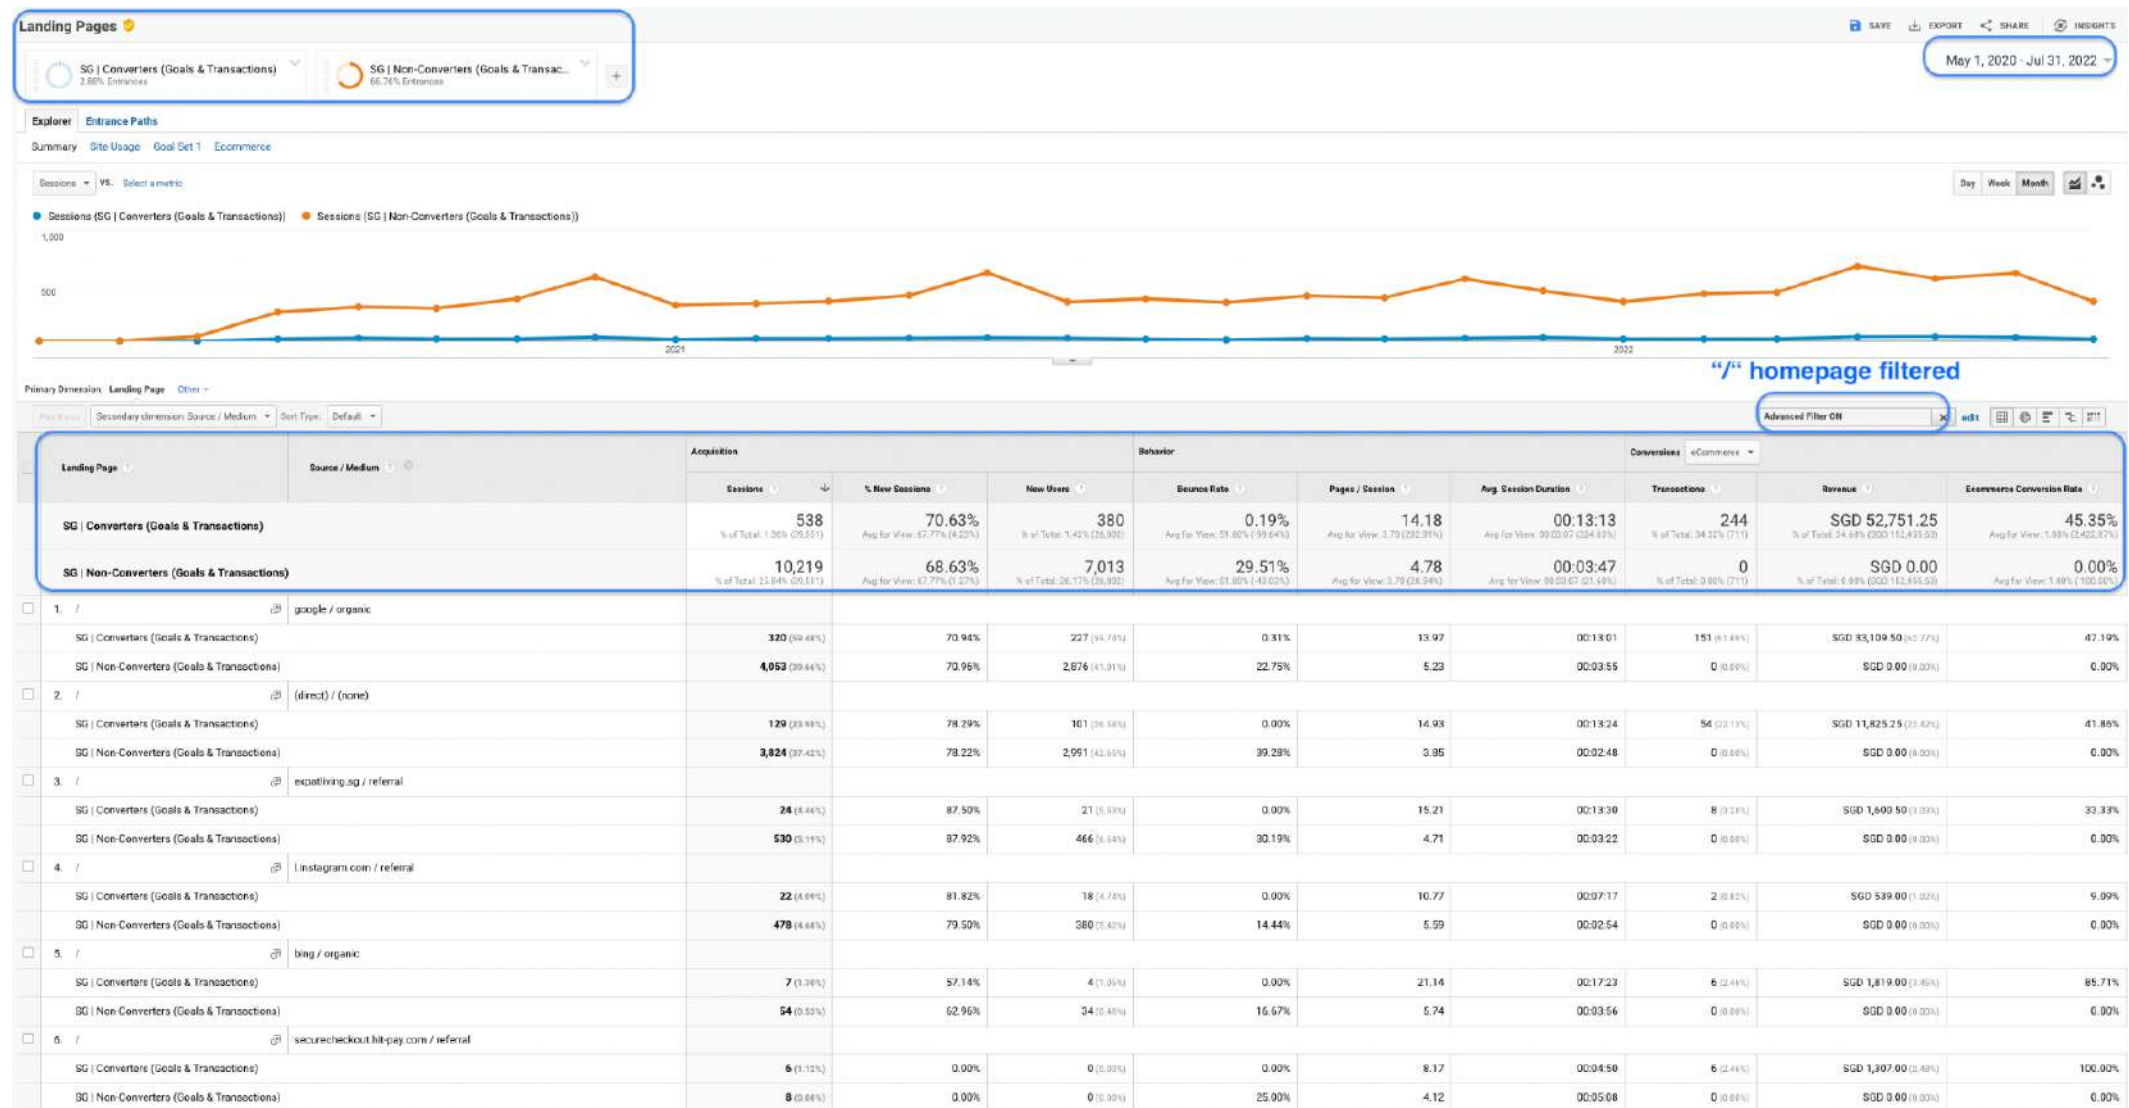 Landing Pages
SAVE EXPORT SHARE INSIGHTS
SG | Converters (Goals & Transactions)
2.88% Entrances
SG | Non-Converters (Goals & Transac...
66.76% Entrances
+
May 1, 2020 - Jul 31, 2022
Explorer Entrance Paths
Summary Site Usage Goal Set 1 Ecommerce
Sessions VS. Select a metric
Day Week Month
Sessions (SG | Converters (Goals & Transactions)) Sessions (SG | Non-Converters (Goals & Transactions))
1,000
500
2021 2022
“/“ homepage filtered
Primary Dimension: Landing Page Other
Plot Rows Secondary dimension: Source / Medium Sort Type: Default Advanced Filter ON edit
Landing Page Source / Medium Acquisition Behavior Conversions eCommerce
Sessions % New Sessions New Users Bounce Rate Pages / Session Avg. Session Duration Transactions Revenue Ecommerce Conversion Rate
SG | Converters (Goals & Transactions) 538 70.63% 380 0.19% 14.18 00:13:13 244 SGD 52,751.25 45.35%
SG | Non-Converters (Goals & Transactions) 10,219 68.63% 7,013 29.51% 4.78 00:03:47 0 SGD 0.00 0.00%
1. / google / organic
SG | Converters (Goals & Transactions) 320 70.94% 227 0.31% 13.97 00:13:01 151 SGD 33,109.50 47.19%
SG | Non-Converters (Goals & Transactions) 4,053 70.96% 2,876 22.75% 5.23 00:03:55 0 SGD 0.00 0.00%
2. / (direct) / (none)
SG | Converters (Goals & Transactions) 129 78.29% 101 0.00% 14.93 00:13:24 54 SGD 11,825.25 41.86%
SG | Non-Converters (Goals & Transactions) 3,824 78.22% 2,991 39.28% 3.85 00:02:48 0 SGD 0.00 0.00%
3. / expatliving.sg / referral
SG | Converters (Goals & Transactions) 24 87.50% 21 0.00% 15.21 00:13:30 8 SGD 1,600.50 33.33%
SG | Non-Converters (Goals & Transactions) 530 87.92% 466 30.19% 4.71 00:03:22 0 SGD 0.00 0.00%
4. / l.instagram.com / referral
SG | Converters (Goals & Transactions) 22 81.82% 18 0.00% 10.77 00:07:17 2 SGD 539.00 9.09%
SG | Non-Converters (Goals & Transactions) 478 79.50% 380 14.44% 5.59 00:02:54 0 SGD 0.00 0.00%
5. / bing / organic
SG | Converters (Goals & Transactions) 7 57.14% 4 0.00% 21.14 00:17:23 6 SGD 1,819.00 85.71%
SG | Non-Converters (Goals & Transactions) 54 62.96% 34 16.67% 5.74 00:03:56 0 SGD 0.00 0.00%
6. / securecheckout.hit-pay.com / referral
SG | Converters (Goals & Transactions) 6 0.00% 0 0.00% 8.17 00:04:50 6 SGD 1,307.00 100.00%
SG | Non-Converters (Goals & Transactions) 8 0.00% 0 25.00% 4.12 00:05:08 0 SGD 0.00 0.00%